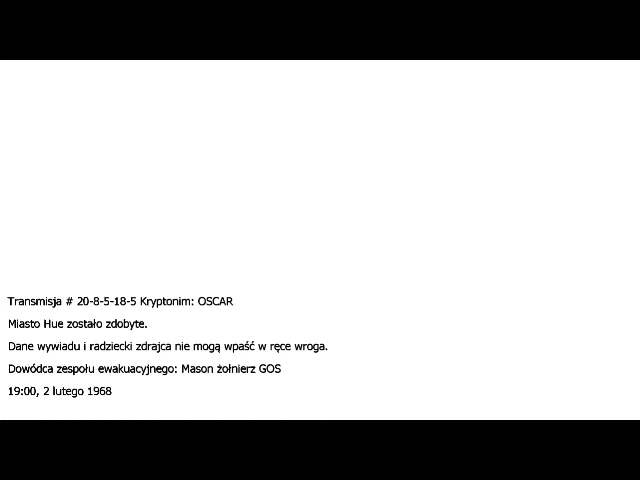 Transmisja # 20-8-5-18-5 Kryptonim: OSCAR
Miasto Hue zostało zdobyte.
Dane wywiadu i radziecki zdrajca nie mogą wpaść w ręce wroga.
Dowódca zespołu ewakuacyjnego: Mason żołnierz GOS
19:00, 2 lutego 1968